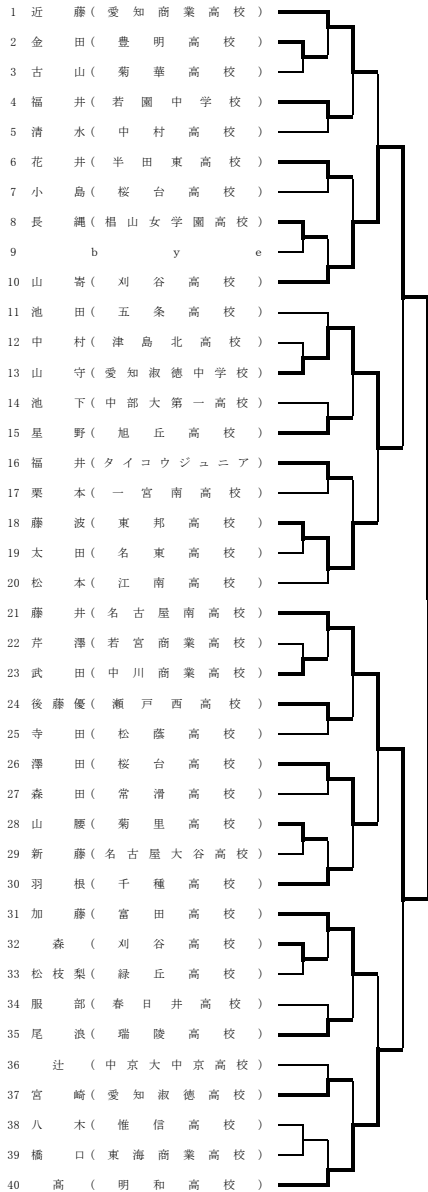 1 近藤(愛知商業高校)
2 金田(豊明高校)
3 古山(菊華高校)
4 福井(若園中学校)
5 清水(中村高校)
6 花井(半田東高校)
7 小島(桜台高校)
8 長縄(椙山女学園高校)
9 bye
10 山嵜(刈谷高校)
11 池田(五条高校)
12 中村(津島北高校)
13 山守(愛知淑徳中学校)
14 池下(中部大第一高校)
15 星野(旭丘高校)
16 福井(タイコウジュニア)
17 栗本(一宮南高校)
18 藤波(東邦高校)
19 太田(名東高校)
20 松本(江南高校)
21 藤井(名古屋南高校)
22 芹澤(若宮商業高校)
23 武田(中川商業高校)
24 後藤優(瀬戸西高校)
25 寺田(松蔭高校)
26 澤田(桜台高校)
27 森田(常滑高校)
28 山腰(菊里高校)
29 新藤(名古屋大谷高校)
30 羽根(千種高校)
31 加藤(富田高校)
32 森(刈谷高校)
33 松枝梨(緑丘高校)
34 服部(春日井高校)
35 尾浪(瑞陵高校)
36 辻(中京大中京高校)
37 宮崎(愛知淑徳高校)
38 八木(惟信高校)
39 橋口(東海商業高校)
40 髙(明和高校)